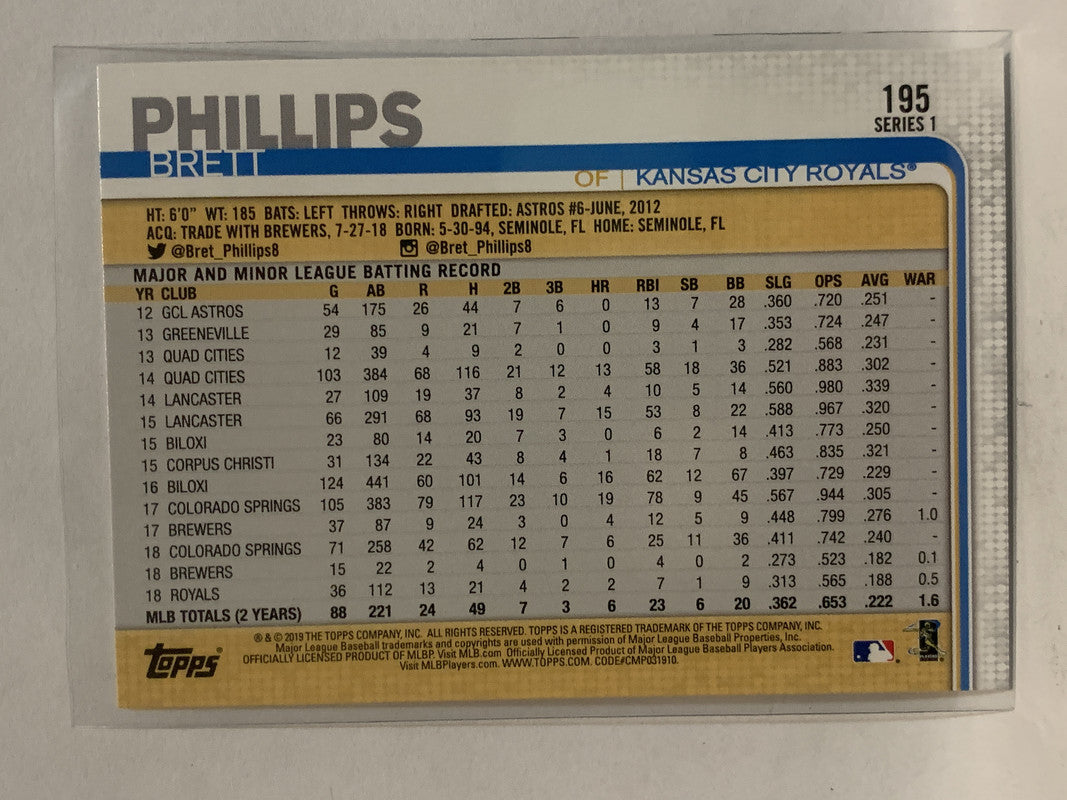 PHILLIPS
BRETT
195
SERIES 1
OF | KANSAS CITY ROYALS®
HT: 6'0" WT: 185 BATS: LEFT THROWS: RIGHT DRAFTED: ASTROS #6-JUNE, 2012
ACQ: TRADE WITH BREWERS, 7-27-18 BORN: 5-30-94, SEMINOLE, FL HOME: SEMINOLE, FL
@Bret_Phillips8 @Bret_Phillips8
MAJOR AND MINOR LEAGUE BATTING RECORD
YR CLUB G AB R H 2B 3B HR RBI SB BB SLG OPS AVG WAR
12 GCL ASTROS 54 175 26 44 7 6 0 13 7 28 .360 .720 .251 -
13 GREENEVILLE 29 85 9 21 7 1 0 9 4 17 .353 .724 .247 -
13 QUAD CITIES 12 39 4 9 2 0 0 3 1 3 .282 .568 .231 -
14 QUAD CITIES 103 384 68 116 21 12 13 58 18 36 .521 .883 .302 -
14 LANCASTER 27 109 19 37 8 2 4 10 5 14 .560 .980 .339 -
15 LANCASTER 66 291 68 93 19 7 15 53 8 22 .588 .967 .320 -
15 BILOXI 23 80 14 20 7 3 0 6 2 14 .413 .773 .250 -
15 CORPUS CHRISTI 31 134 22 43 8 4 1 18 7 8 .463 .835 .321 -
16 BILOXI 124 441 60 101 14 6 16 62 12 67 .397 .729 .229 -
17 COLORADO SPRINGS 105 383 79 117 23 10 19 78 9 45 .567 .944 .305 -
17 BREWERS 37 87 9 24 3 0 4 12 5 9 .448 .799 .276 1.0
18 COLORADO SPRINGS 71 258 42 62 12 7 6 25 11 36 .411 .742 .240 -
18 BREWERS 15 22 2 4 0 1 0 4 0 2 .273 .523 .182 0.1
18 ROYALS 36 112 13 21 4 2 2 7 1 9 .313 .565 .188 0.5
MLB TOTALS (2 YEARS) 88 221 24 49 7 3 6 23 6 20 .362 .653 .222 1.6
® & © 2019 THE TOPPS COMPANY, INC. ALL RIGHTS RESERVED. TOPPS IS A REGISTERED TRADEMARK OF THE TOPPS COMPANY, INC.
Major League Baseball trademarks and copyrights are used with permission of Major League Baseball Properties, Inc.
OFFICIALLY LICENSED PRODUCT OF MLBP. Visit MLB.com Officially Licensed Product of Major League Baseball Players Association.
Visit MLBPlayers.com. WWW.TOPPS.COM. CODE#CMP031910.
TOPPS®